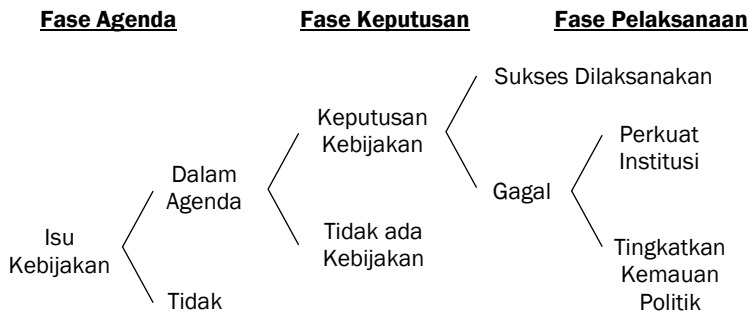 Fase Agenda
Fase Keputusan
Fase Pelaksanaan
Sukses Dilaksanakan
Keputusan
Kebijakan
Perkuat
Institusi
Dalam
Agenda
Gagal
Isu
Kebijakan
Tidak ada
Kebijakan
Tingkatkan
Kemauan
Politik
Tidak